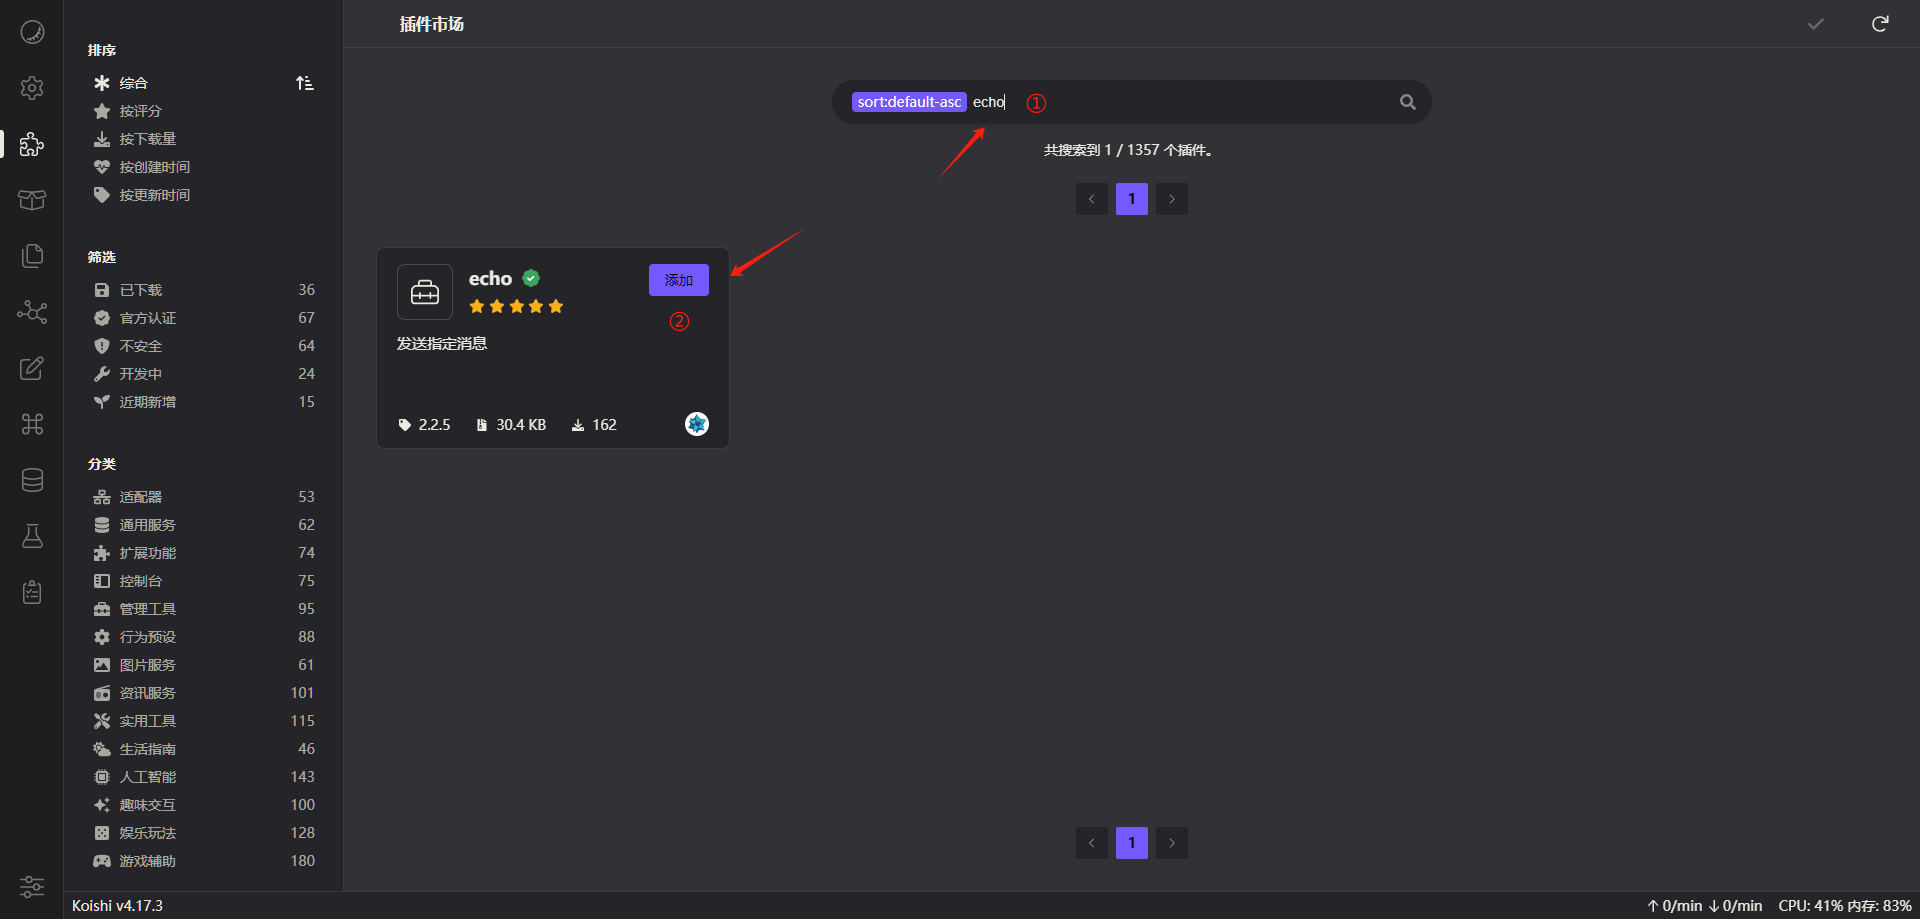 插件市场
排序
综合
按评分
按下载量
按创建时间
按更新时间
筛选
已下载 36
官方认证 67
不安全 64
开发中 24
近期新增 15
分类
适配器 53
通用服务 62
扩展功能 74
控制台 75
管理工具 95
行为预设 88
图片服务 61
资讯服务 101
实用工具 115
生活指南 46
人工智能 143
趣味交互 100
娱乐玩法 128
游戏辅助 180
sort:default-asc echo ①
共搜索到 1 / 1357 个插件。
1
echo 添加
②
发送指定消息
2.2.5 30.4 KB 162
1
Koishi v4.17.3 ↑ 0/min ↓ 0/min CPU: 41% 内存: 83%